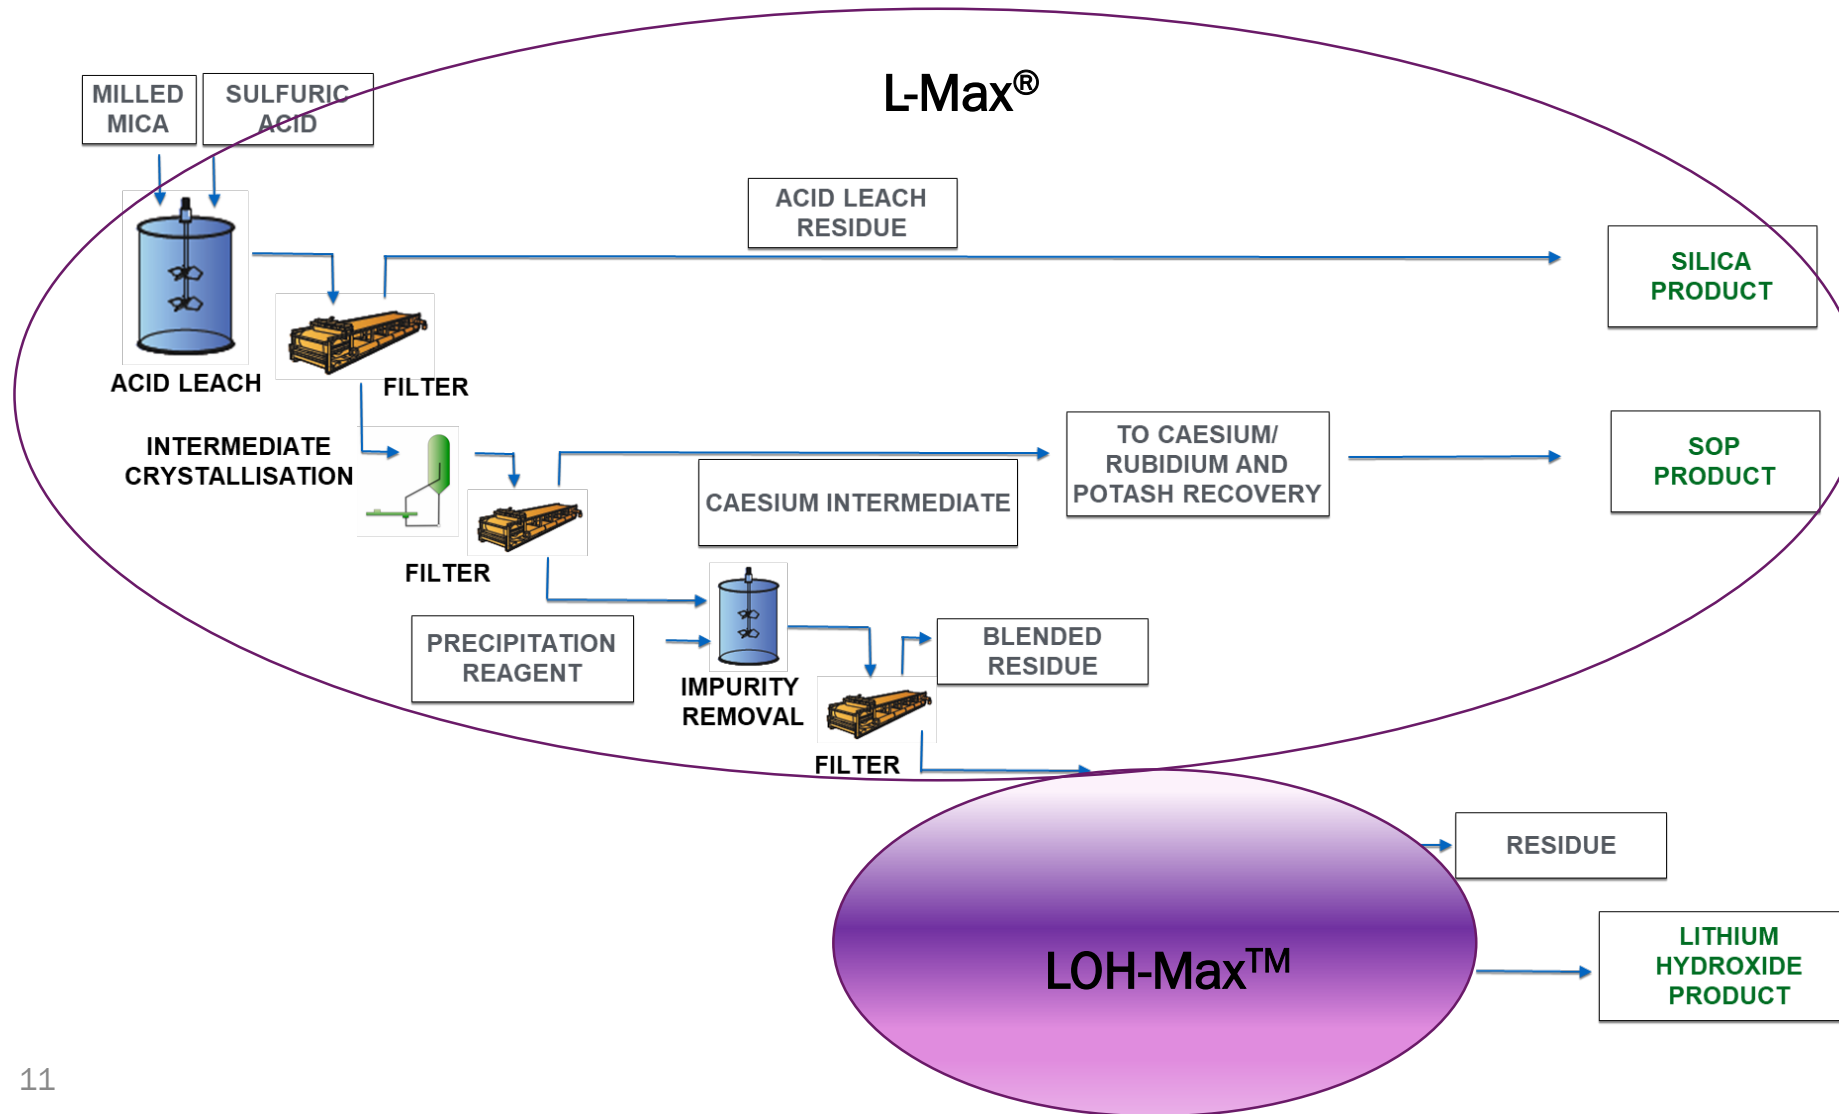 L-Max®
MILLED
MICA
SULFURIC
ACID
ACID LEACH
RESIDUE
SILICA
PRODUCT
ACID LEACH
FILTER
INTERMEDIATE
CRYSTALLISATION
TO CAESIUM/
RUBIDIUM AND
POTASH RECOVERY
SOP
PRODUCT
CAESIUM INTERMEDIATE
FILTER
PRECIPITATION
REAGENT
IMPURITY
REMOVAL
BLENDED
RESIDUE
FILTER
RESIDUE
LOH-Max™
LITHIUM
HYDROXIDE
PRODUCT
11